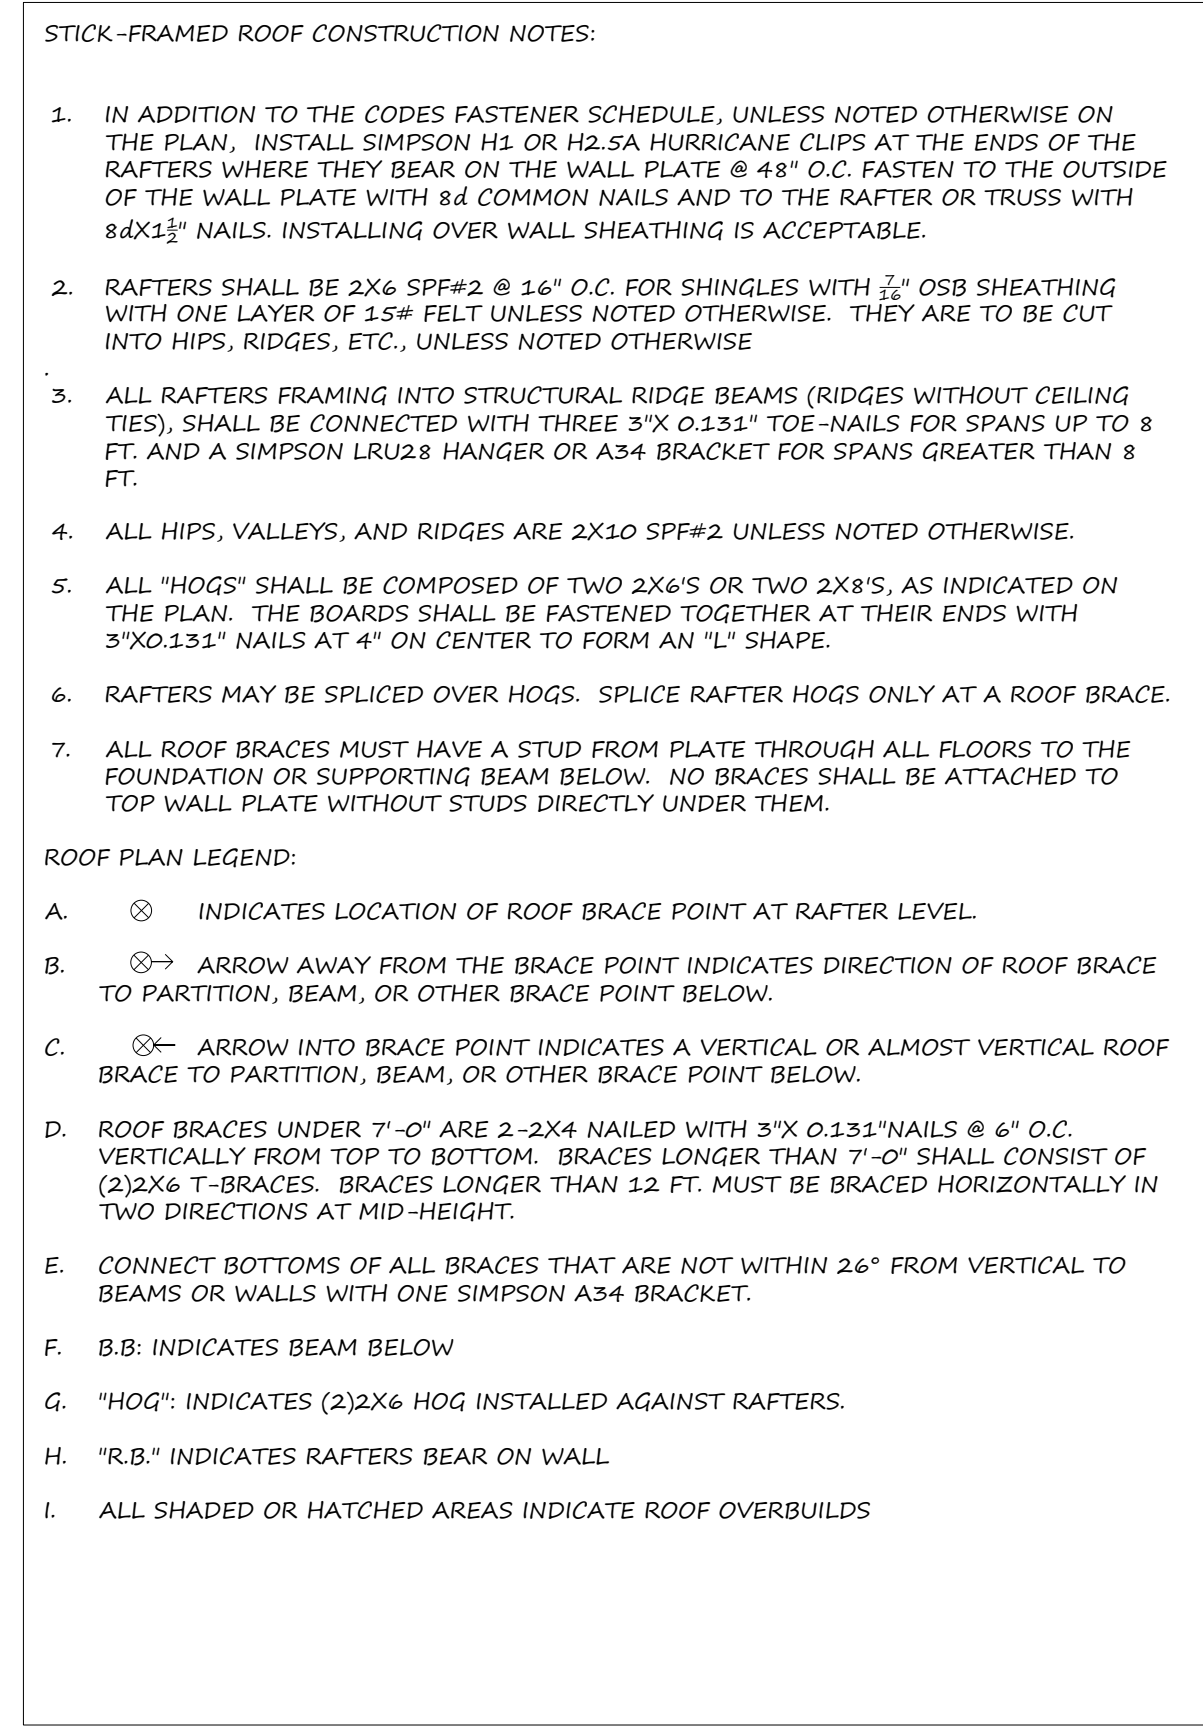 STICK-FRAMED ROOF CONSTRUCTION NOTES:
1. IN ADDITION TO THE CODES FASTENER SCHEDULE, UNLESS NOTED OTHERWISE ON
THE PLAN, INSTALL SIMPSON H1 OR H2.5A HURRICANE CLIPS AT THE ENDS OF THE
RAFTERS WHERE THEY BEAR ON THE WALL PLATE @ 48" O.C. FASTEN TO THE OUTSIDE
OF THE WALL PLATE WITH 8d COMMON NAILS AND TO THE RAFTER OR TRUSS WITH
8dX1½" NAILS. INSTALLING OVER WALL SHEATHING IS ACCEPTABLE.
2. RAFTERS SHALL BE 2X6 SPF#2 @ 16" O.C. FOR SHINGLES WITH 7/16" OSB SHEATHING
WITH ONE LAYER OF 15# FELT UNLESS NOTED OTHERWISE. THEY ARE TO BE CUT
INTO HIPS, RIDGES, ETC., UNLESS NOTED OTHERWISE
.
3. ALL RAFTERS FRAMING INTO STRUCTURAL RIDGE BEAMS (RIDGES WITHOUT CEILING
TIES), SHALL BE CONNECTED WITH THREE 3"X 0.131" TOE-NAILS FOR SPANS UP TO 8
FT. AND A SIMPSON LRU28 HANGER OR A34 BRACKET FOR SPANS GREATER THAN 8
FT.
4. ALL HIPS, VALLEYS, AND RIDGES ARE 2X10 SPF#2 UNLESS NOTED OTHERWISE.
5. ALL "HOGS" SHALL BE COMPOSED OF TWO 2X6'S OR TWO 2X8'S, AS INDICATED ON
THE PLAN. THE BOARDS SHALL BE FASTENED TOGETHER AT THEIR ENDS WITH
3"X0.131" NAILS AT 4" ON CENTER TO FORM AN "L" SHAPE.
6. RAFTERS MAY BE SPLICED OVER HOGS. SPLICE RAFTER HOGS ONLY AT A ROOF BRACE.
7. ALL ROOF BRACES MUST HAVE A STUD FROM PLATE THROUGH ALL FLOORS TO THE
FOUNDATION OR SUPPORTING BEAM BELOW. NO BRACES SHALL BE ATTACHED TO
TOP WALL PLATE WITHOUT STUDS DIRECTLY UNDER THEM.
ROOF PLAN LEGEND:
A. INDICATES LOCATION OF ROOF BRACE POINT AT RAFTER LEVEL.
B. ARROW AWAY FROM THE BRACE POINT INDICATES DIRECTION OF ROOF BRACE
TO PARTITION, BEAM, OR OTHER BRACE POINT BELOW.
C. ARROW INTO BRACE POINT INDICATES A VERTICAL OR ALMOST VERTICAL ROOF
BRACE TO PARTITION, BEAM, OR OTHER BRACE POINT BELOW.
D. ROOF BRACES UNDER 7'-0" ARE 2-2X4 NAILED WITH 3"X 0.131"NAILS @ 6" O.C.
VERTICALLY FROM TOP TO BOTTOM. BRACES LONGER THAN 7'-0" SHALL CONSIST OF
(2)2X6 T-BRACES. BRACES LONGER THAN 12 FT. MUST BE BRACED HORIZONTALLY IN
TWO DIRECTIONS AT MID-HEIGHT.
E. CONNECT BOTTOMS OF ALL BRACES THAT ARE NOT WITHIN 26° FROM VERTICAL TO
BEAMS OR WALLS WITH ONE SIMPSON A34 BRACKET.
F. B.B: INDICATES BEAM BELOW
G. "HOG": INDICATES (2)2X6 HOG INSTALLED AGAINST RAFTERS.
H. "R.B." INDICATES RAFTERS BEAR ON WALL
I. ALL SHADED OR HATCHED AREAS INDICATE ROOF OVERBUILDS